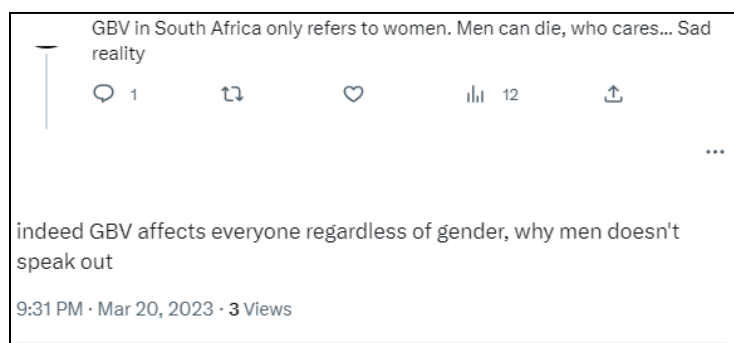 GBV in South Africa only refers to women. Men can die, who cares... Sad
reality
1 12
indeed GBV affects everyone regardless of gender, why men doesn't
speak out
9:31 PM · Mar 20, 2023 · 3 Views